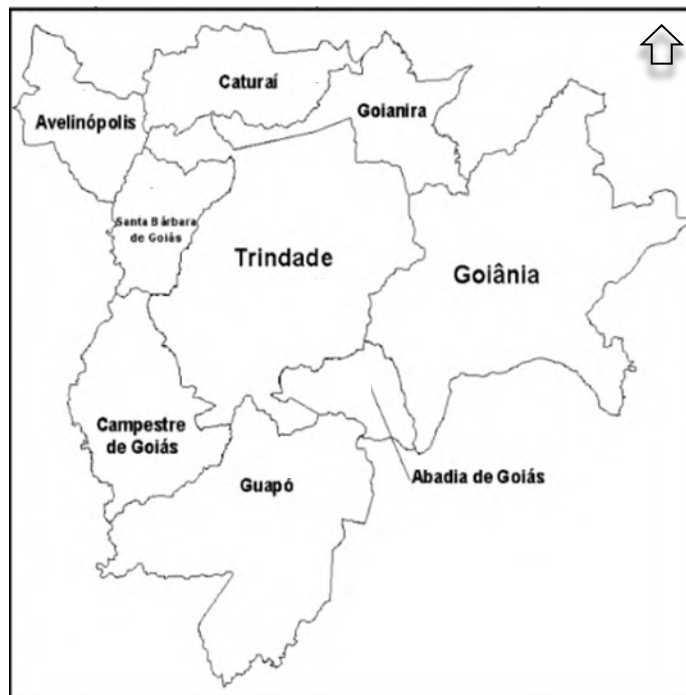 Caturaí
Goianira
Avelinópolis
Santa Bárbara
de Goiás
Trindade
Goiânia
Campestre
de Goiás
Abadia de Goiás
Guapó